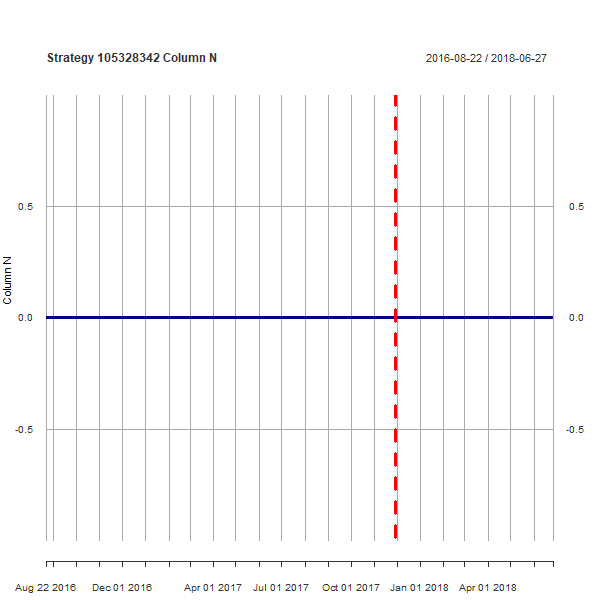 Strategy 105328342 Column N 2016-08-22 / 2018-06-27
0.5 0.5
Column N
0.0 0.0
-0.5 -0.5
Aug 22 2016 Dec 01 2016 Apr 01 2017 Jul 01 2017 Oct 01 2017 Jan 01 2018 Apr 01 2018